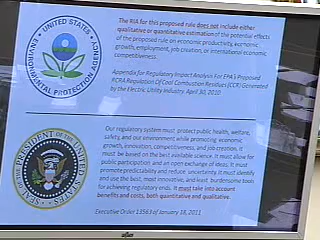 UNITED STATES
ENVIRONMENTAL PROTECTION AGENCY
The RIA for this proposed rule does not include either
qualitative or quantitative estimation of the potential effects
of the proposed rule on economic productivity, economic
growth, employment, job creation, or international economic
competitiveness.
Appendix for Regulatory Impact Analysis For EPA's Proposed
RCRA Regulation Of Coal Combustion Residues (CCR) Generated
by the Electric Utility Industry. April 30, 2010.
SEAL OF THE PRESIDENT OF THE UNITED STATES
Our regulatory system must protect public health, welfare,
safety, and our environment while promoting economic
growth, innovation, competitiveness, and job creation. It
must be based on the best available science. It must allow for
public participation and an open exchange of ideas. It must
promote predictability and reduce uncertainty. It must identify
and use the best, most innovative, and least burdensome tools
for achieving regulatory ends. It must take into account
benefits and costs, both quantitative and qualitative.
Executive Order 13563 of January 18, 2011